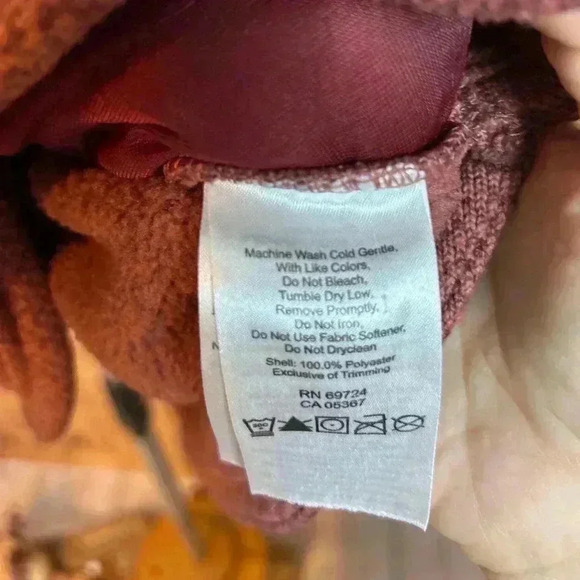 Machine Wash Cold Gentle,
With Like Colors,
Do Not Bleach,
Tumble Dry Low,
Remove Promptly,
Do Not Iron,
Do Not Use Fabric Softener,
Do Not Dryclean
Shell: 100.0% Polyester
Exclusive of Trimming
RN 69724
CA 05367